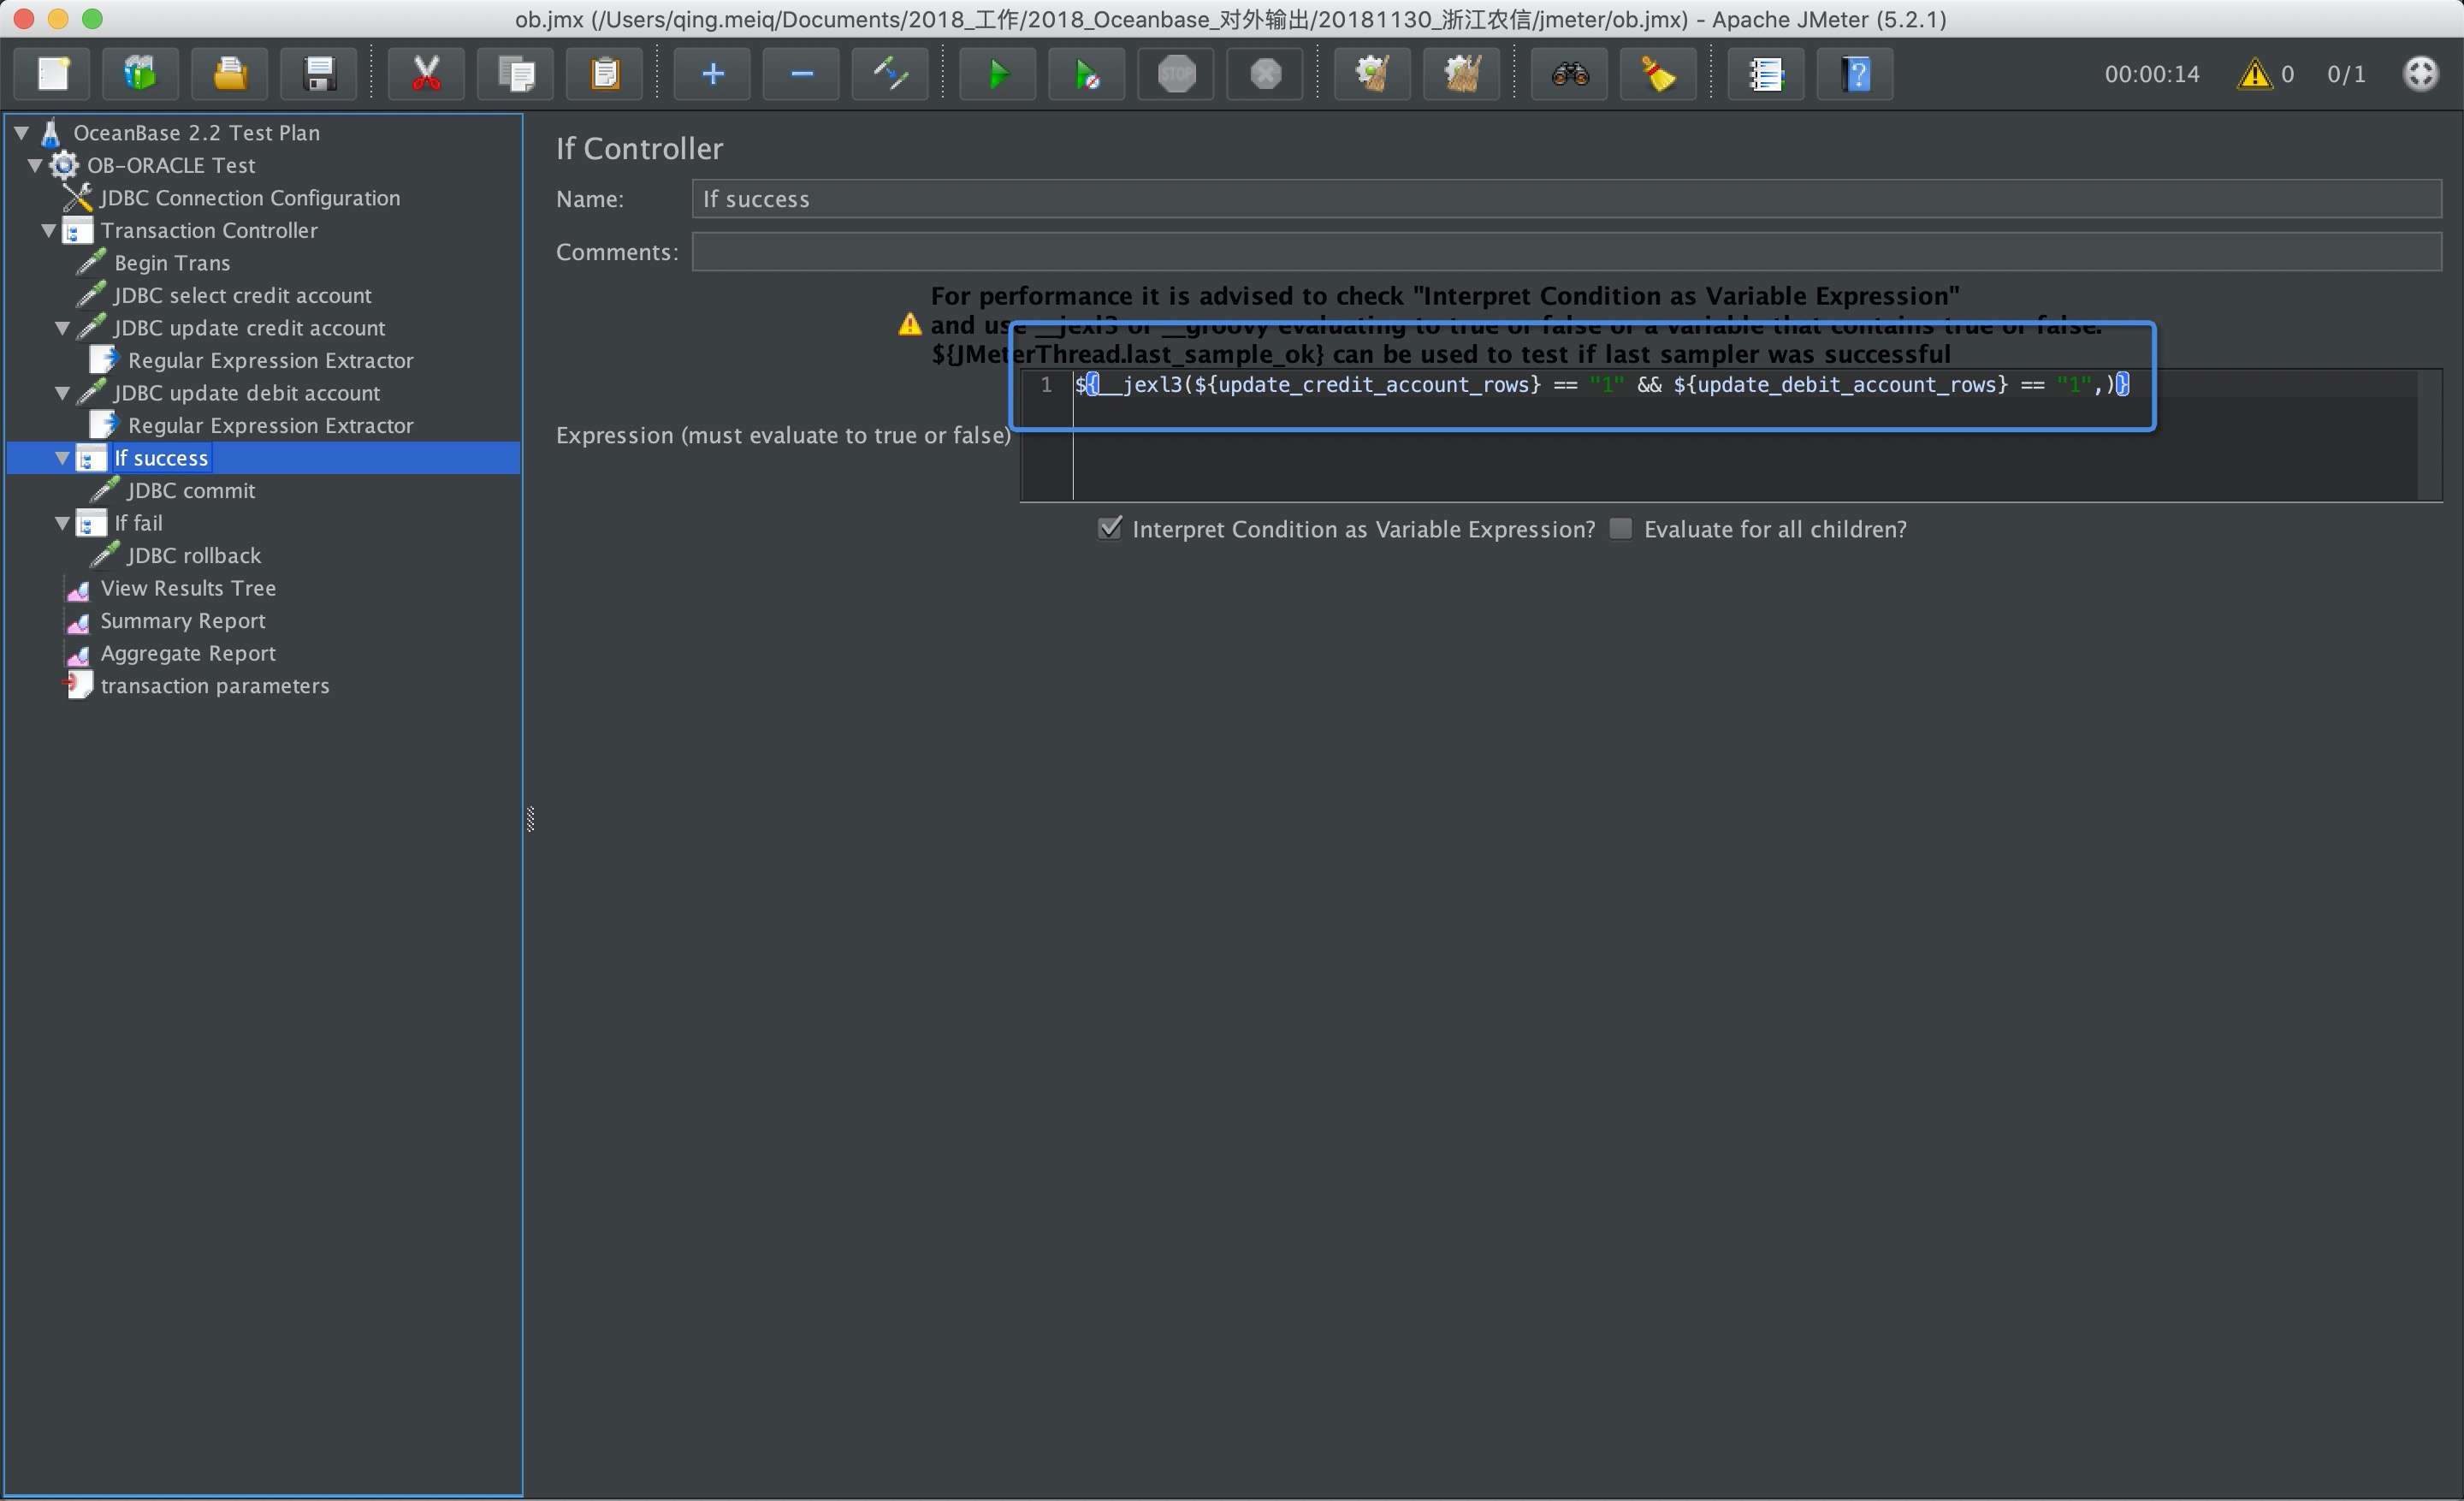 ob.jmx (/Users/qing.meiq/Documents/2018_工作/2018_Oceanbase_对外输出/20181130_浙江农信/jmeter/ob.jmx) - Apache JMeter (5.2.1)
STOP
00:00:14
0
0/1
OceanBase 2.2 Test Plan
OB-ORACLE Test
JDBC Connection Configuration
Transaction Controller
Begin Trans
JDBC select credit account
JDBC update credit account
Regular Expression Extractor
JDBC update debit account
Regular Expression Extractor
If success
JDBC commit
If fail
JDBC rollback
View Results Tree
Summary Report
Aggregate Report
transaction parameters
If Controller
Name: If success
Comments:
For performance it is advised to check "Interpret Condition as Variable Expression"
and use __jexl3 or __groovy evaluating to true or false or a variable that contains true or false.
${JMeterThread.last_sample_ok} can be used to test if last sampler was successful
1 ${__jexl3(${update_credit_account_rows} == "1" && ${update_debit_account_rows} == "1",)}
Expression (must evaluate to true or false)
Interpret Condition as Variable Expression? Evaluate for all children?